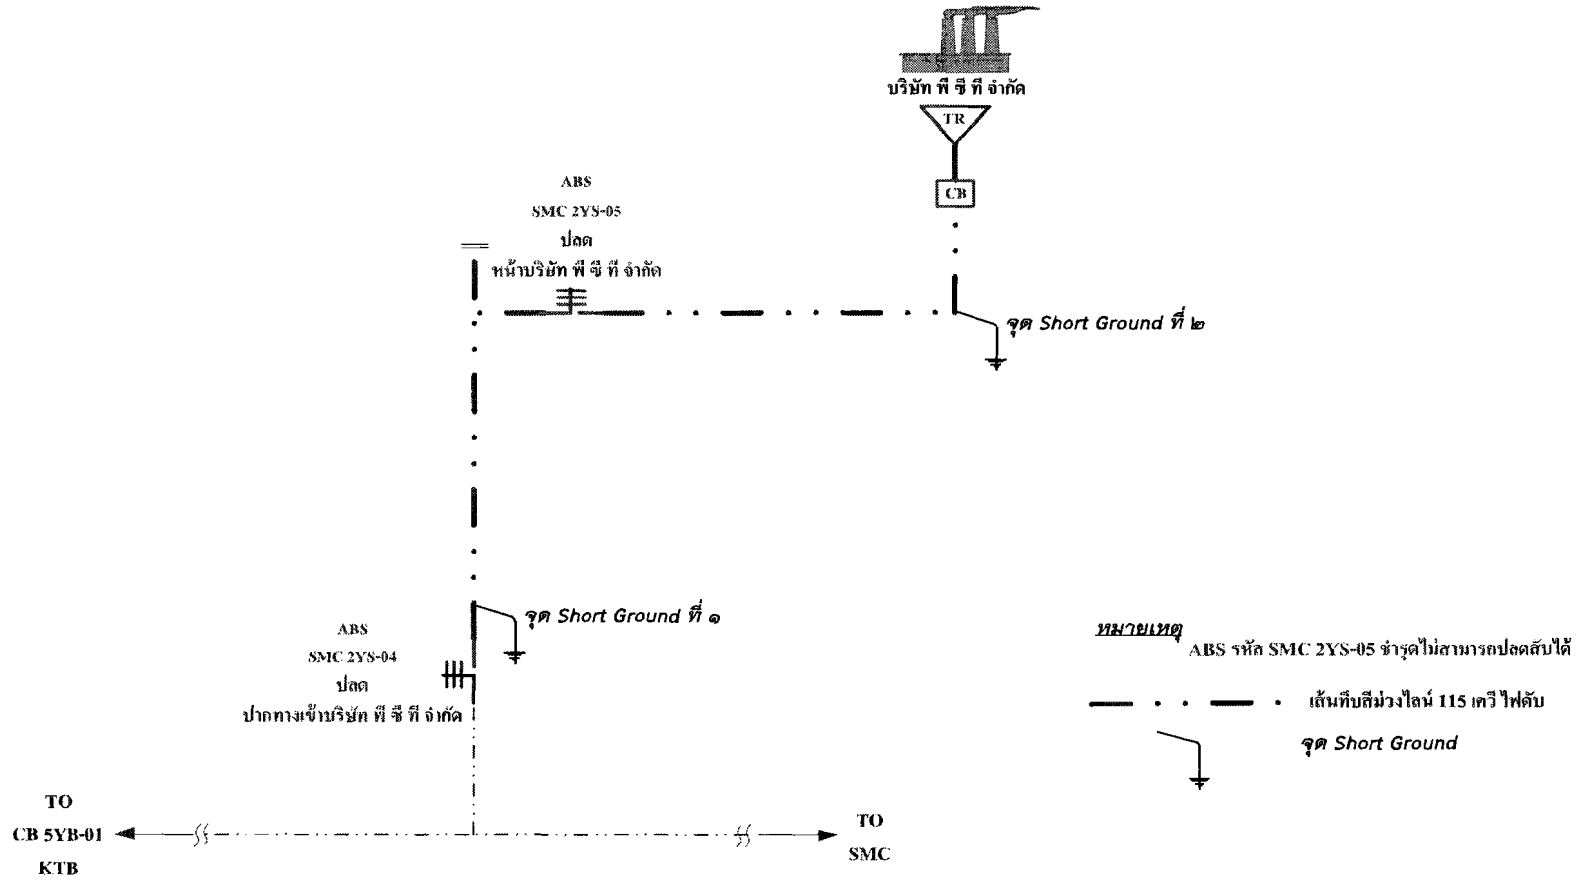 บริษัท พี ซี ที จำกัด
TR
CB
ABS
SMC 2YS-05
ปลด
หน้าบริษัท พี ซี ที จำกัด
จุด Short Ground ที่ ๒
จุด Short Ground ที่ ๑
ABS
SMC 2YS-04
ปลด
ปากทางเข้าบริษัท พี ซี ที จำกัด
หมายเหตุ
ABS รหัส SMC 2YS-05 ชำรุดไม่สามารถปลดสับได้
เส้นทึบสีม่วงไลน์ 115 เควี ไฟดับ
จุด Short Ground
TO
CB 5YB-01
KTB
TO
SMC